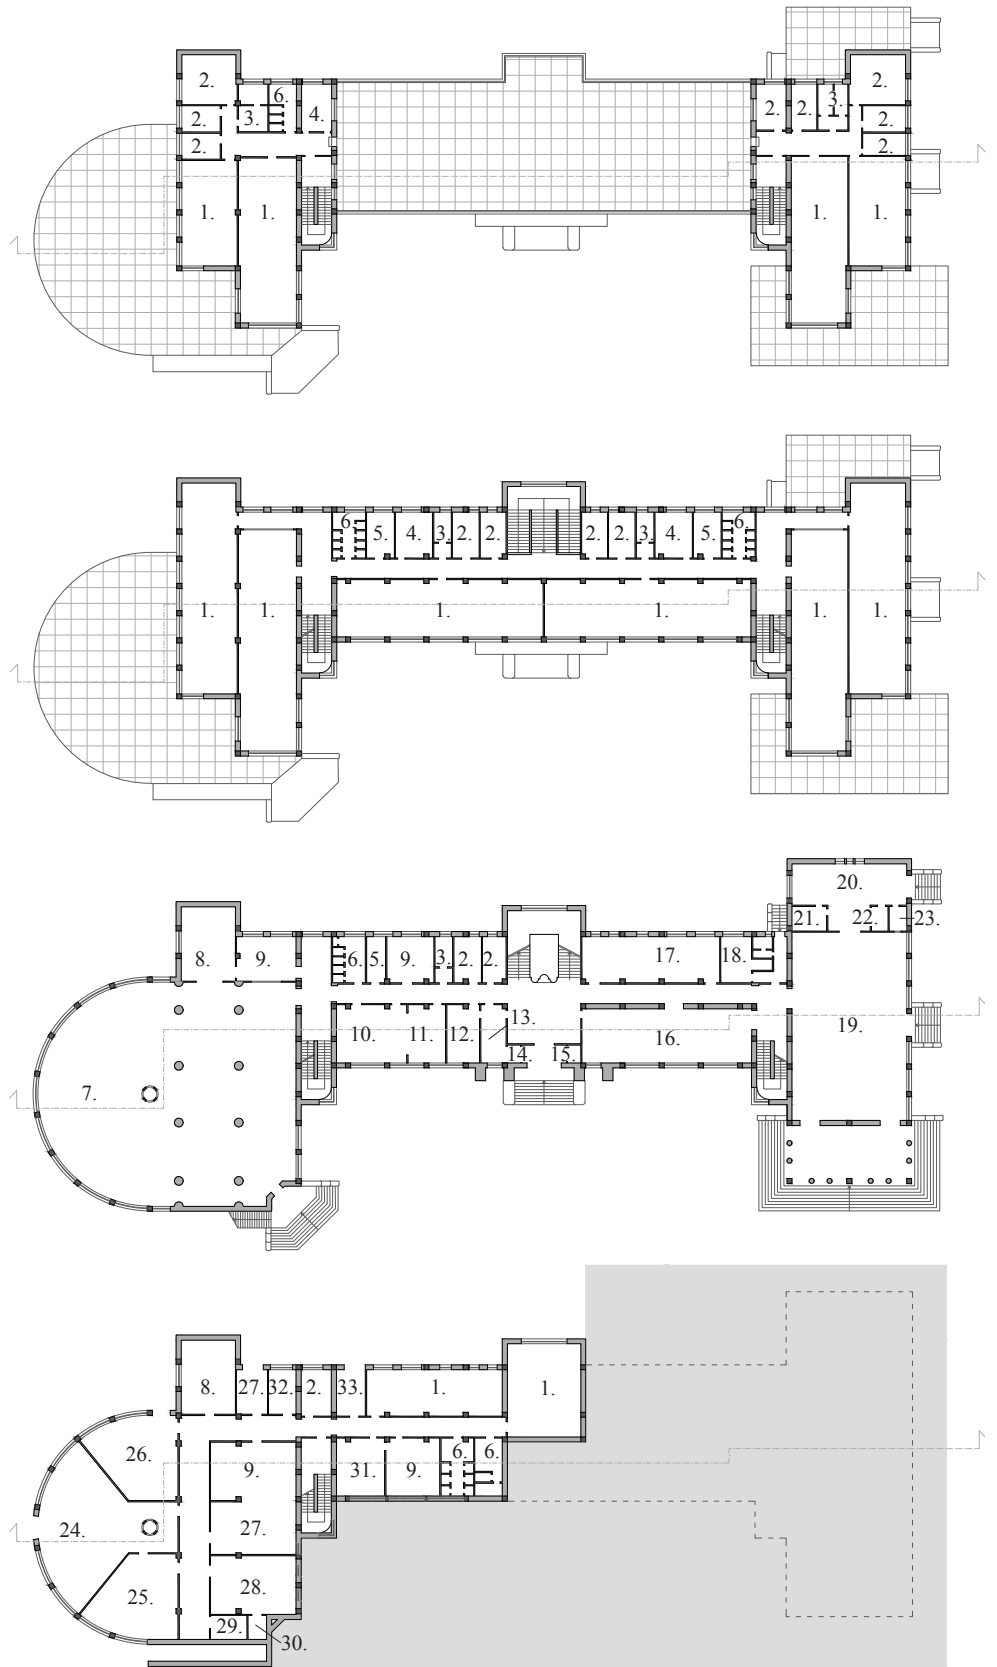 2. 6. 3. 4. 2. 2. 3. 2.
2. 2.
2. 2.
1. 1. 1. 1.
6. 5. 4. 3. 2. 2. 2. 2. 3. 4. 5. 6.
1. 1. 1. 1. 1. 1.
20.
21. 22. 23.
8. 9. 6. 5. 9. 3. 2. 2. 17. 18.
10. 11. 12. 13. 16. 19.
14. 15.
7.
8. 27. 32. 2. 33. 1. 1.
26. 9. 31. 9. 6. 6.
24. 27.
25. 28.
29. 30.